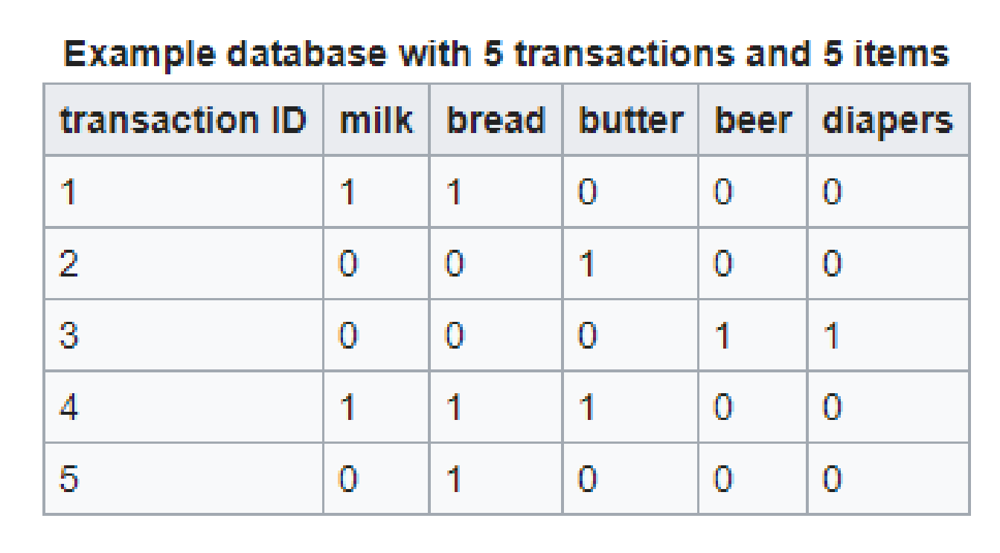 Example database with 5 transactions and 5 items
transaction ID milk bread butter beer diapers
1 1 1 0 0 0
2 0 0 1 0 0
3 0 0 0 1 1
4 1 1 1 0 0
5 0 1 0 0 0